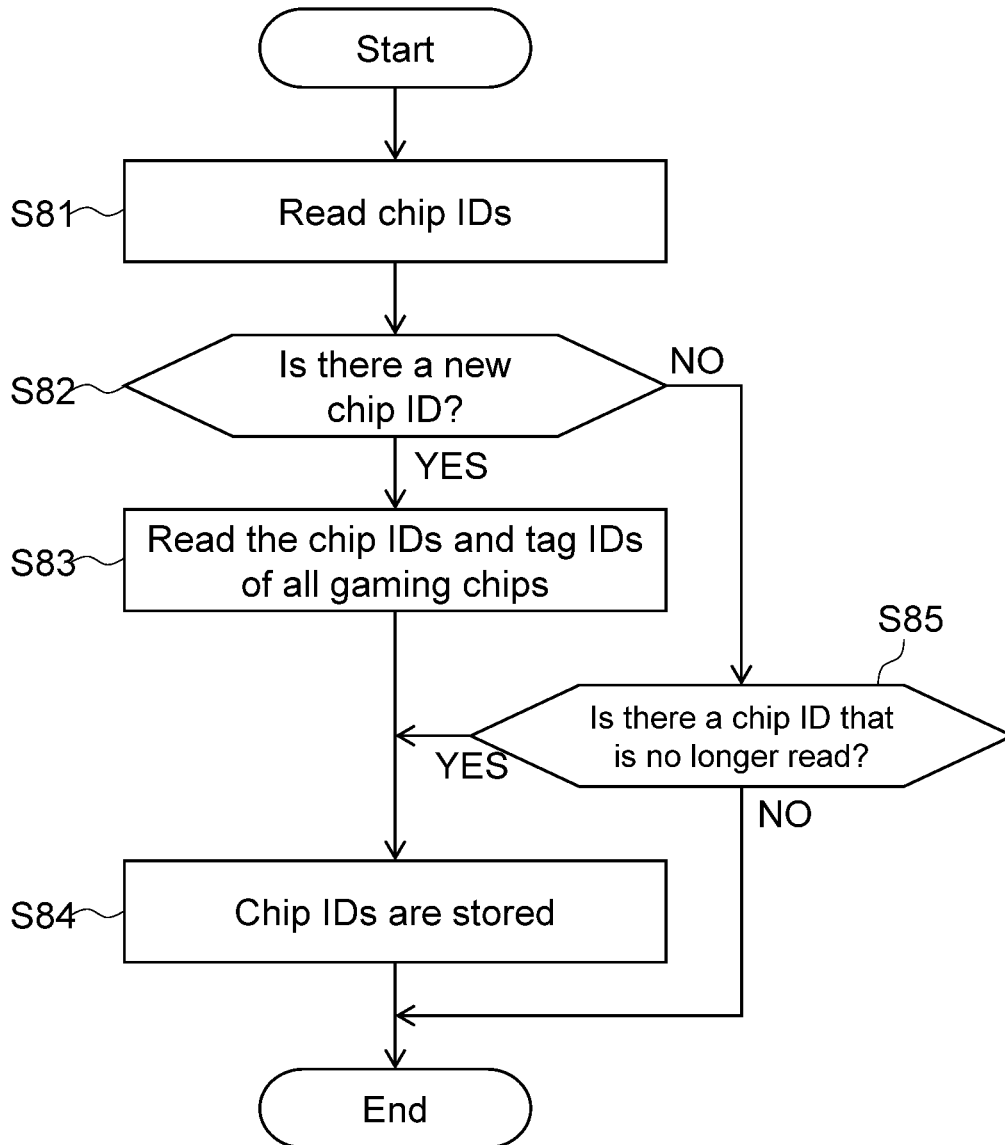 Start
S81
Read chip IDs
S82
Is there a new
chip ID?
NO
YES
S83
Read the chip IDs and tag IDs
of all gaming chips
S85
Is there a chip ID that
is no longer read?
YES
NO
S84
Chip IDs are stored
End